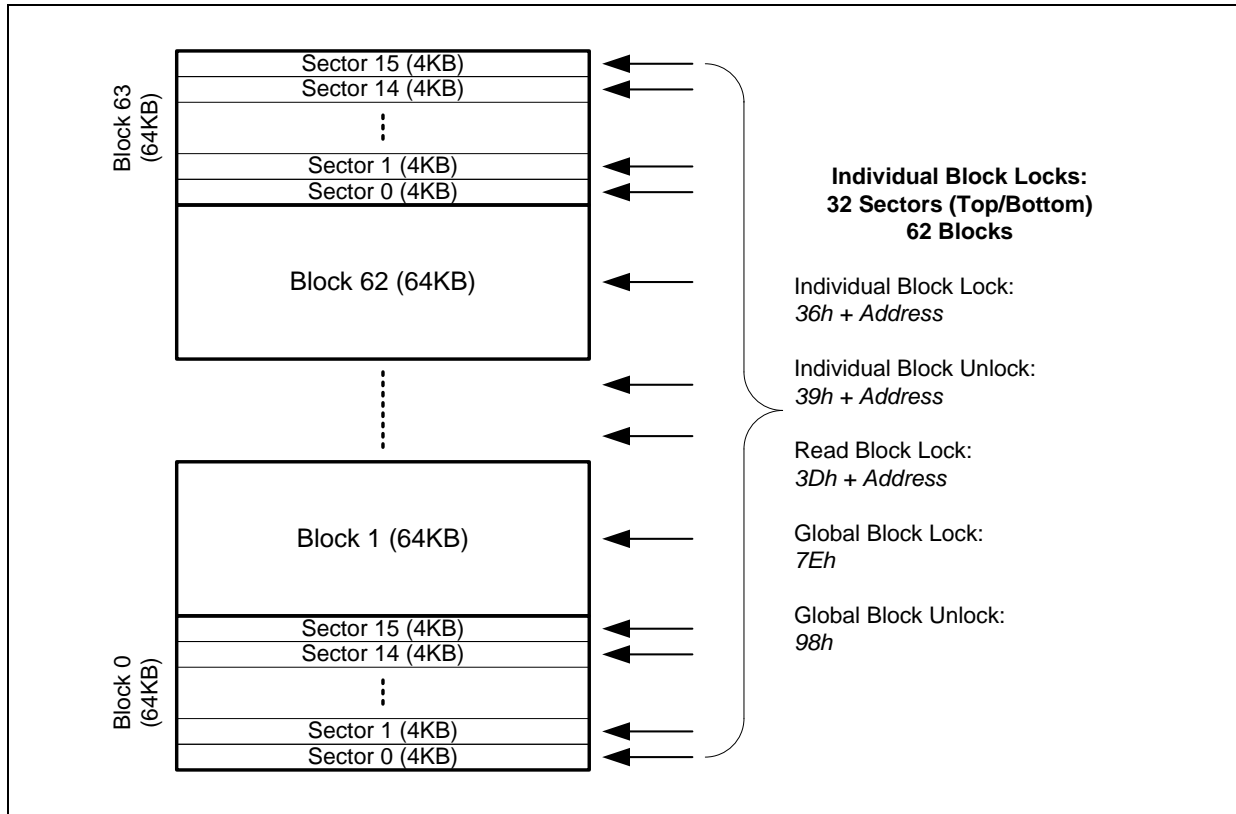 Block 63
(64KB)
Sector 15 (4KB)
Sector 14 (4KB)
Sector 1 (4KB)
Sector 0 (4KB)
Block 62 (64KB)
Block 1 (64KB)
Block 0
(64KB)
Sector 15 (4KB)
Sector 14 (4KB)
Sector 1 (4KB)
Sector 0 (4KB)
Individual Block Locks:
32 Sectors (Top/Bottom)
62 Blocks
Individual Block Lock:
36h + Address
Individual Block Unlock:
39h + Address
Read Block Lock:
3Dh + Address
Global Block Lock:
7Eh
Global Block Unlock:
98h